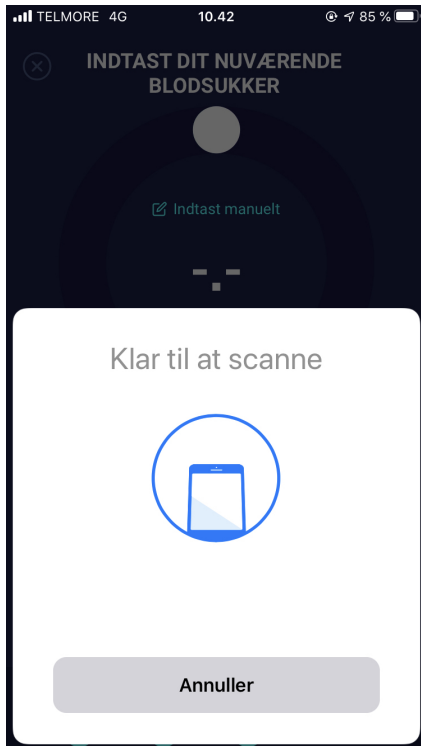 TELMORE 4G 10.42 85 %
INDTAST DIT NUVÆRENDE
BLODSUKKER
Indtast manuelt
-.-
Klar til at scanne
Annuller